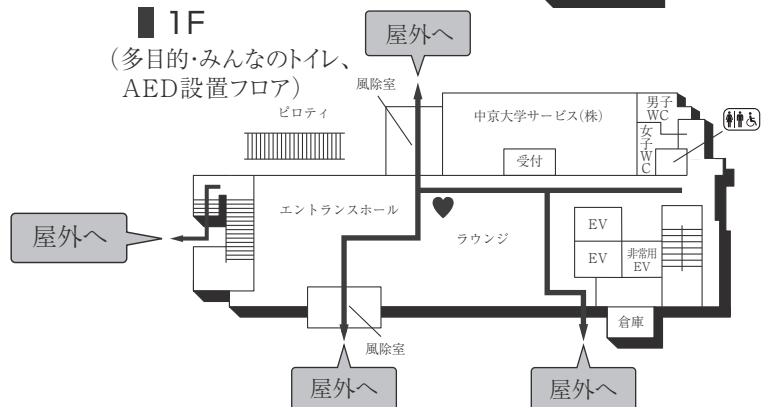 1F
（多目的・みんなのトイレ、
AED設置フロア）
屋外へ
風除室
ピロティ
中京大学サービス(株)
男子
WC
女子WC
受付
エントランスホール
ラウンジ
屋外へ
EV
EV
非常用
EV
倉庫
風除室
屋外へ
屋外へ